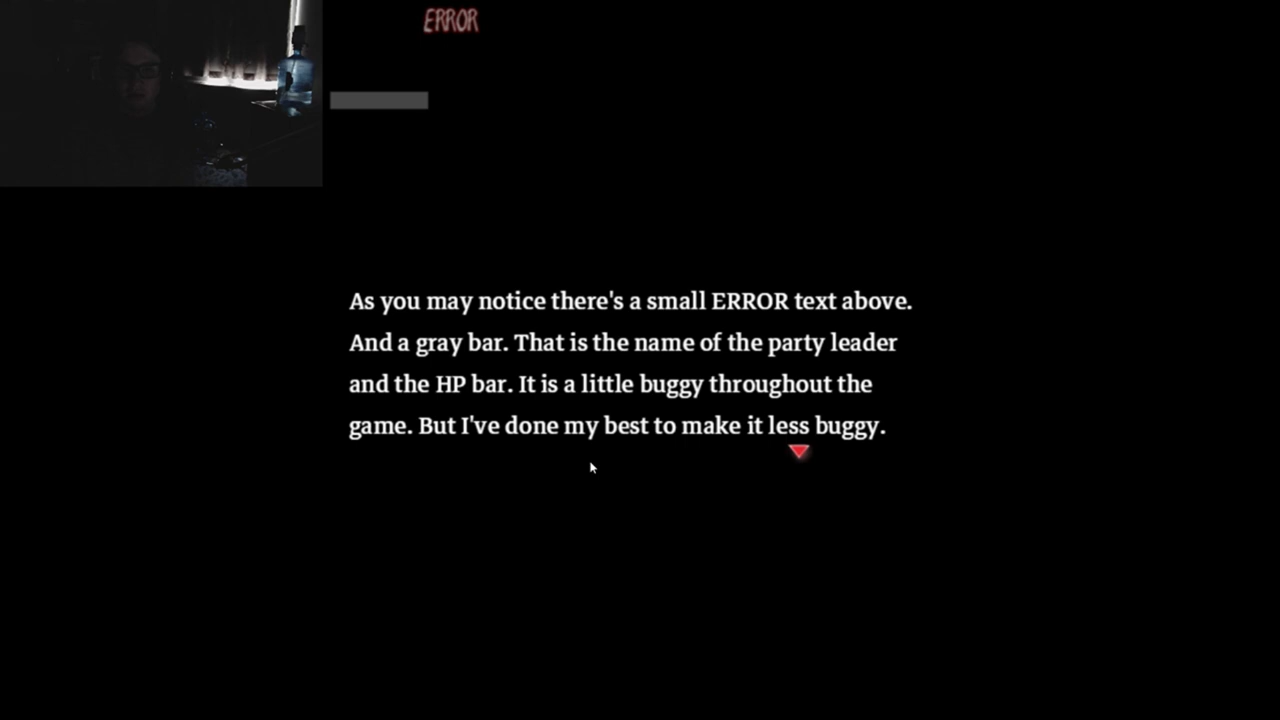 ERROR
As you may notice there's a small ERROR text above.
And a gray bar. That is the name of the party leader
and the HP bar. It is a little buggy throughout the
game. But I've done my best to make it less buggy.